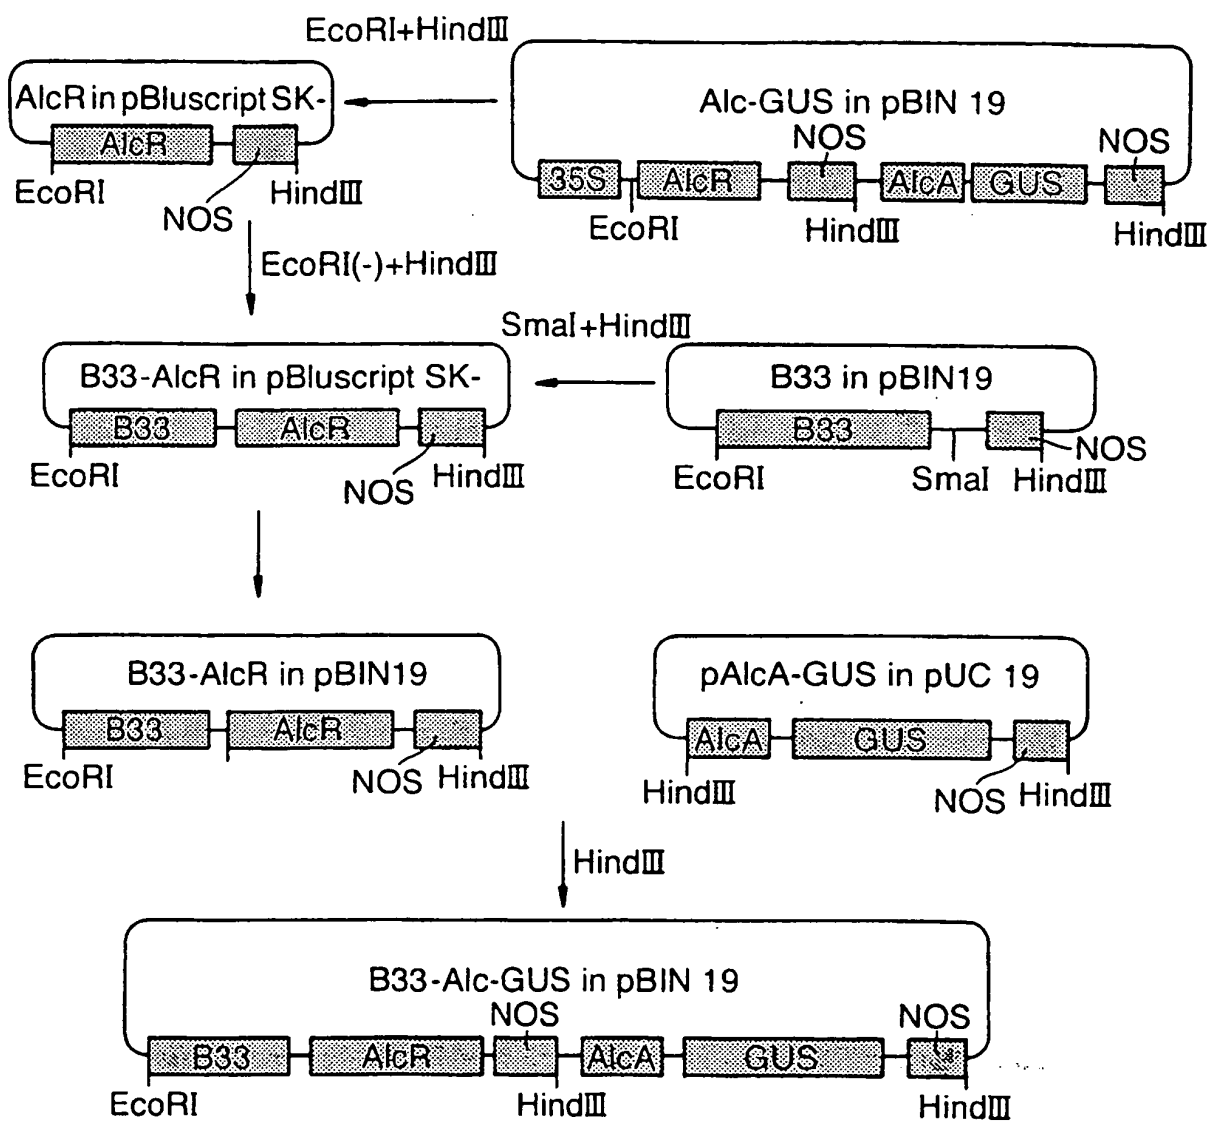 EcoRI+HindⅢ
AlcR in pBluscript SK-
AlcR
EcoRI
HindⅢ
NOS
Alc-GUS in pBIN 19
NOS
NOS
35S
AlcR
AlcA
GUS
EcoRI
HindⅢ
HindⅢ
EcoRI(-)+HindⅢ
SmaI+HindⅢ
B33-AlcR in pBluscript SK-
B33
AlcR
EcoRI
NOS
HindⅢ
B33 in pBIN19
B33
NOS
EcoRI
SmaI
HindⅢ
B33-AlcR in pBIN19
B33
AlcR
EcoRI
NOS
HindⅢ
pAlcA-GUS in pUC 19
AlcA
GUS
HindⅢ
NOS
HindⅢ
HindⅢ
B33-Alc-GUS in pBIN 19
NOS
NOS
B33
AlcR
AlcA
GUS
EcoRI
HindⅢ
HindⅢ